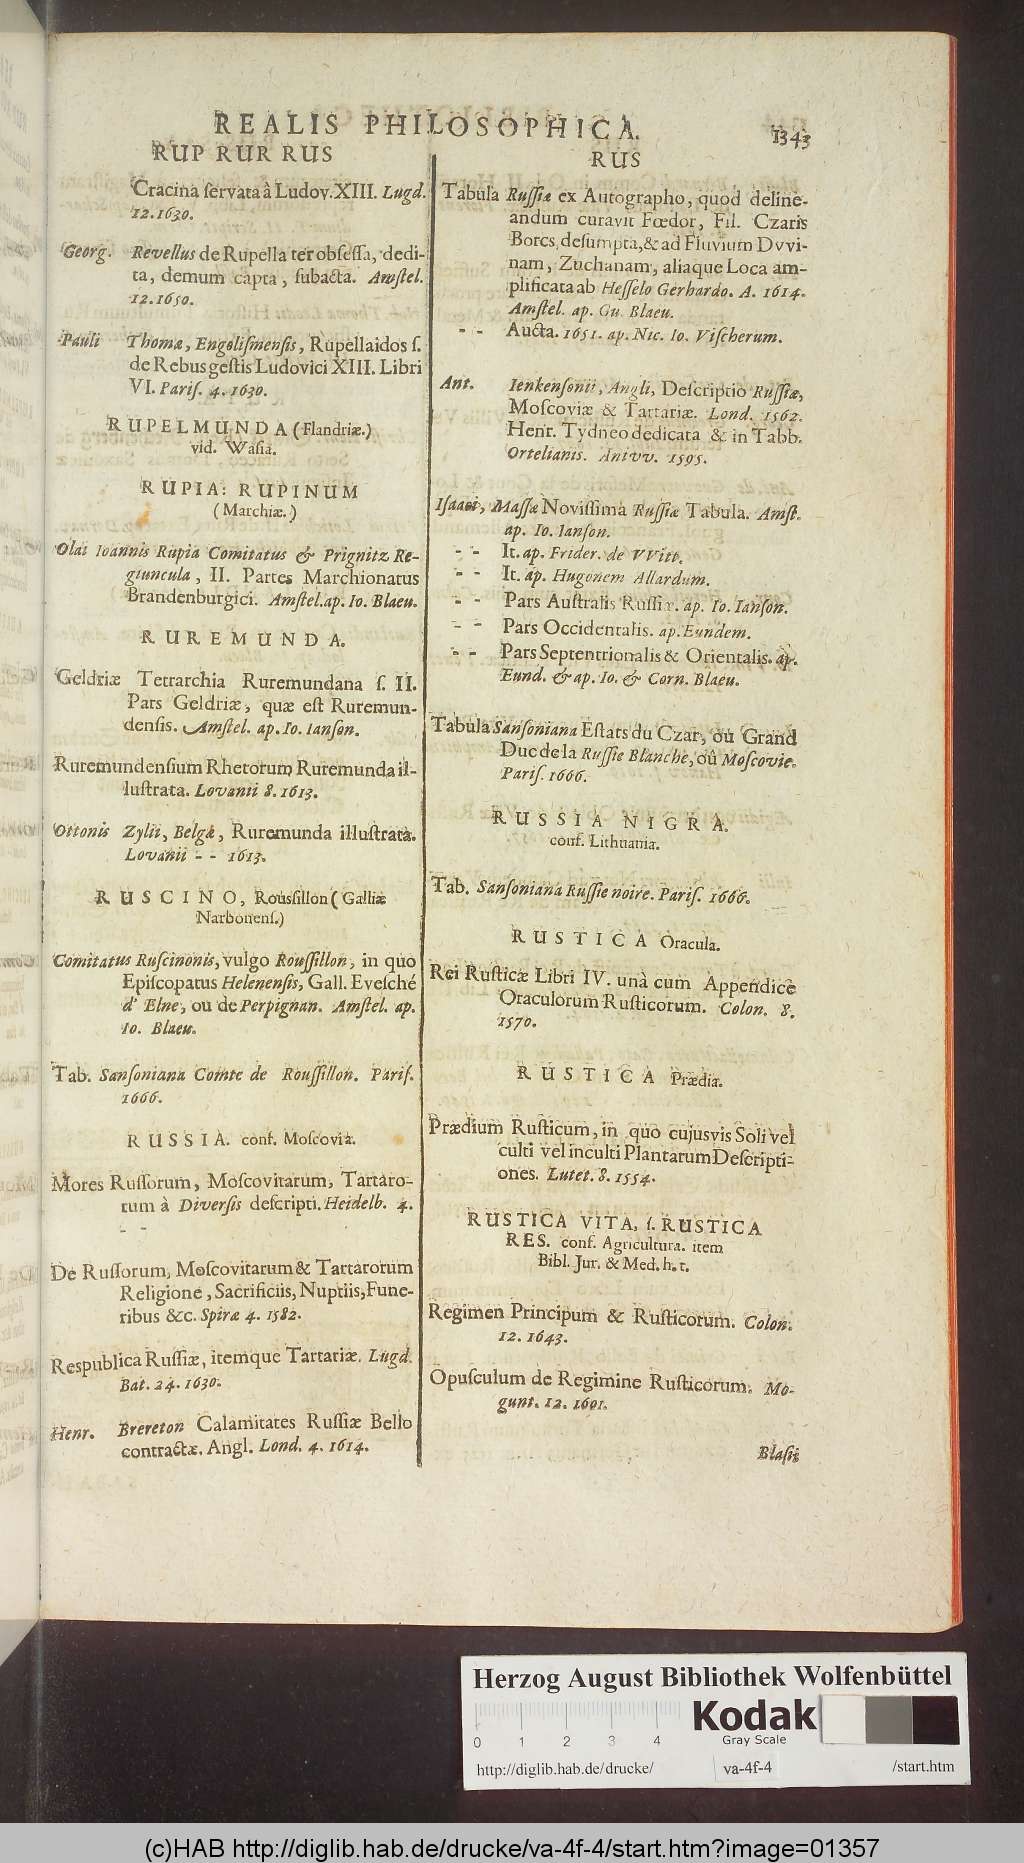 REALIS PHILOSOPHICA.
1343
RUP RUR RUS
Cracina ſervata â Ludov. XIII. Lugd.
12. 1630.
Georg. Revellus de Rupella ter obſeſſa, dedi-
ta, demum capta, ſubacta. Amſtel.
12. 1650.
Pauli Thomæ, Engoliſmenſis, Rupellaidos ſ.
de Rebus geſtis Ludovici XIII. Libri
VI. Pariſ. 4. 1630.
RUPELMUNDA (Flandriæ.)
vid. Waſia.
RUPIA: RUPINUM
(Marchiæ.)
Olai Ioannis Rupia Comitatus & Prignitz Re-
giuncula, II. Partes Marchionatus
Brandenburgici. Amſtel. ap. Io. Blaeu.
RUREMUNDA.
Geldriæ Tetrarchia Ruremundana ſ. II.
Pars Geldriæ, quæ eſt Ruremun-
denſis. Amſtel. ap. Io. Ianſon.
Ruremundenſium Rhetorum Ruremunda il-
luſtrata. Lovanii 8. 1613.
Ottonis Zylii, Belgæ, Ruremunda illuſtrata.
Lovanii - - 1613.
RUSCINO, Rouſſillon (Galliæ
Narbonenſ.)
Comitatus Ruſcinonis, vulgo Rouſſillon, in quo
Epiſcopatus Helenenſis, Gall. Eveſché
d' Elne, ou de Perpignan. Amſtel. ap.
Io. Blaeu.
Tab. Sanſoniana Comte de Rouſſillon. Pariſ.
1666.
RUSSIA. conf. Moſcovia.
Mores Ruſſorum, Moſcovitarum, Tartaro-
rum à Diverſis deſcripti. Heidelb. 4.
- -
De Ruſſorum, Moſcovitarum & Tartarorum
Religione, Sacrificiis, Nuptiis, Fune-
ribus &c. Spiræ 4. 1582.
Respublica Ruſſiæ, itemque Tartariæ. Lugd.
Bat. 24. 1630.
Henr. Brereton Calamitates Ruſſiæ Bello
contractæ. Angl. Lond. 4. 1614.
RUS
Tabula Ruſſiæ ex Autographo, quod deline-
andum curavit Fœdor, Fil. Czaris
Borcs, deſumpta, & ad Fluvium Dvvi-
nam, Zuchanam, aliaque Loca am-
plificata ab Heſſelo Gerhardo. A. 1614.
Amſtel. ap. Gu. Blaeu.
- - Aucta. 1651. ap. Nic. Io. Viſcherum.
Ant. Ienkenſonii, Angli, Deſcriptio Ruſſiæ,
Moſcoviæ & Tartariæ. Lond. 1562.
Henr. Tydneo dedicata & in Tabb.
Ortelianis. Antvv. 1595.
Iſaaci, Maſſæ Noviſſima Ruſſiæ Tabula. Amſt.
ap. Io. Ianſon.
- - It. ap. Frider. de VVitt.
- - It. ap. Hugonem Allardum.
- - Pars Auſtralis Ruſſiæ. ap. Io. Ianſon.
- - Pars Occidentalis. ap. Eundem.
- - Pars Septentrionalis & Orientalis. ap.
Eund. & ap. Io. & Corn. Blaeu.
Tabula Sanſoniana Eſtats du Czar, ou Grand
Duc de la Ruſſie Blanche, oû Moſcovie.
Pariſ. 1666.
RUSSIA NIGRA.
conf. Lithuania.
Tab. Sanſoniana Ruſſie noire. Pariſ. 1666.
RUSTICA Oracula.
Rei Ruſticæ Libri IV. unà cum Appendice
Oraculorum Ruſticorum. Colon. 8.
1570.
RUSTICA Prædia.
Prædium Ruſticum, in quo cujusvis Soli vel
culti vel inculti Plantarum Deſcripti-
ones. Lutet. 8. 1554.
RUSTICA VITA, ſ. RUSTICA
RES. conf. Agricultura. item
Bibl. Jur. & Med. h. t.
Regimen Principum & Ruſticorum. Colon.
12. 1643.
Opuſculum de Regimine Ruſticorum. Mo-
gunt. 12. 1601.
Blaſii
Herzog August Bibliothek Wolfenbüttel
0 1 2 3 4
Kodak
Gray Scale
http://diglib.hab.de/drucke/ va-4f-4 /start.htm
(c)HAB http://diglib.hab.de/drucke/va-4f-4/start.htm?image=01357